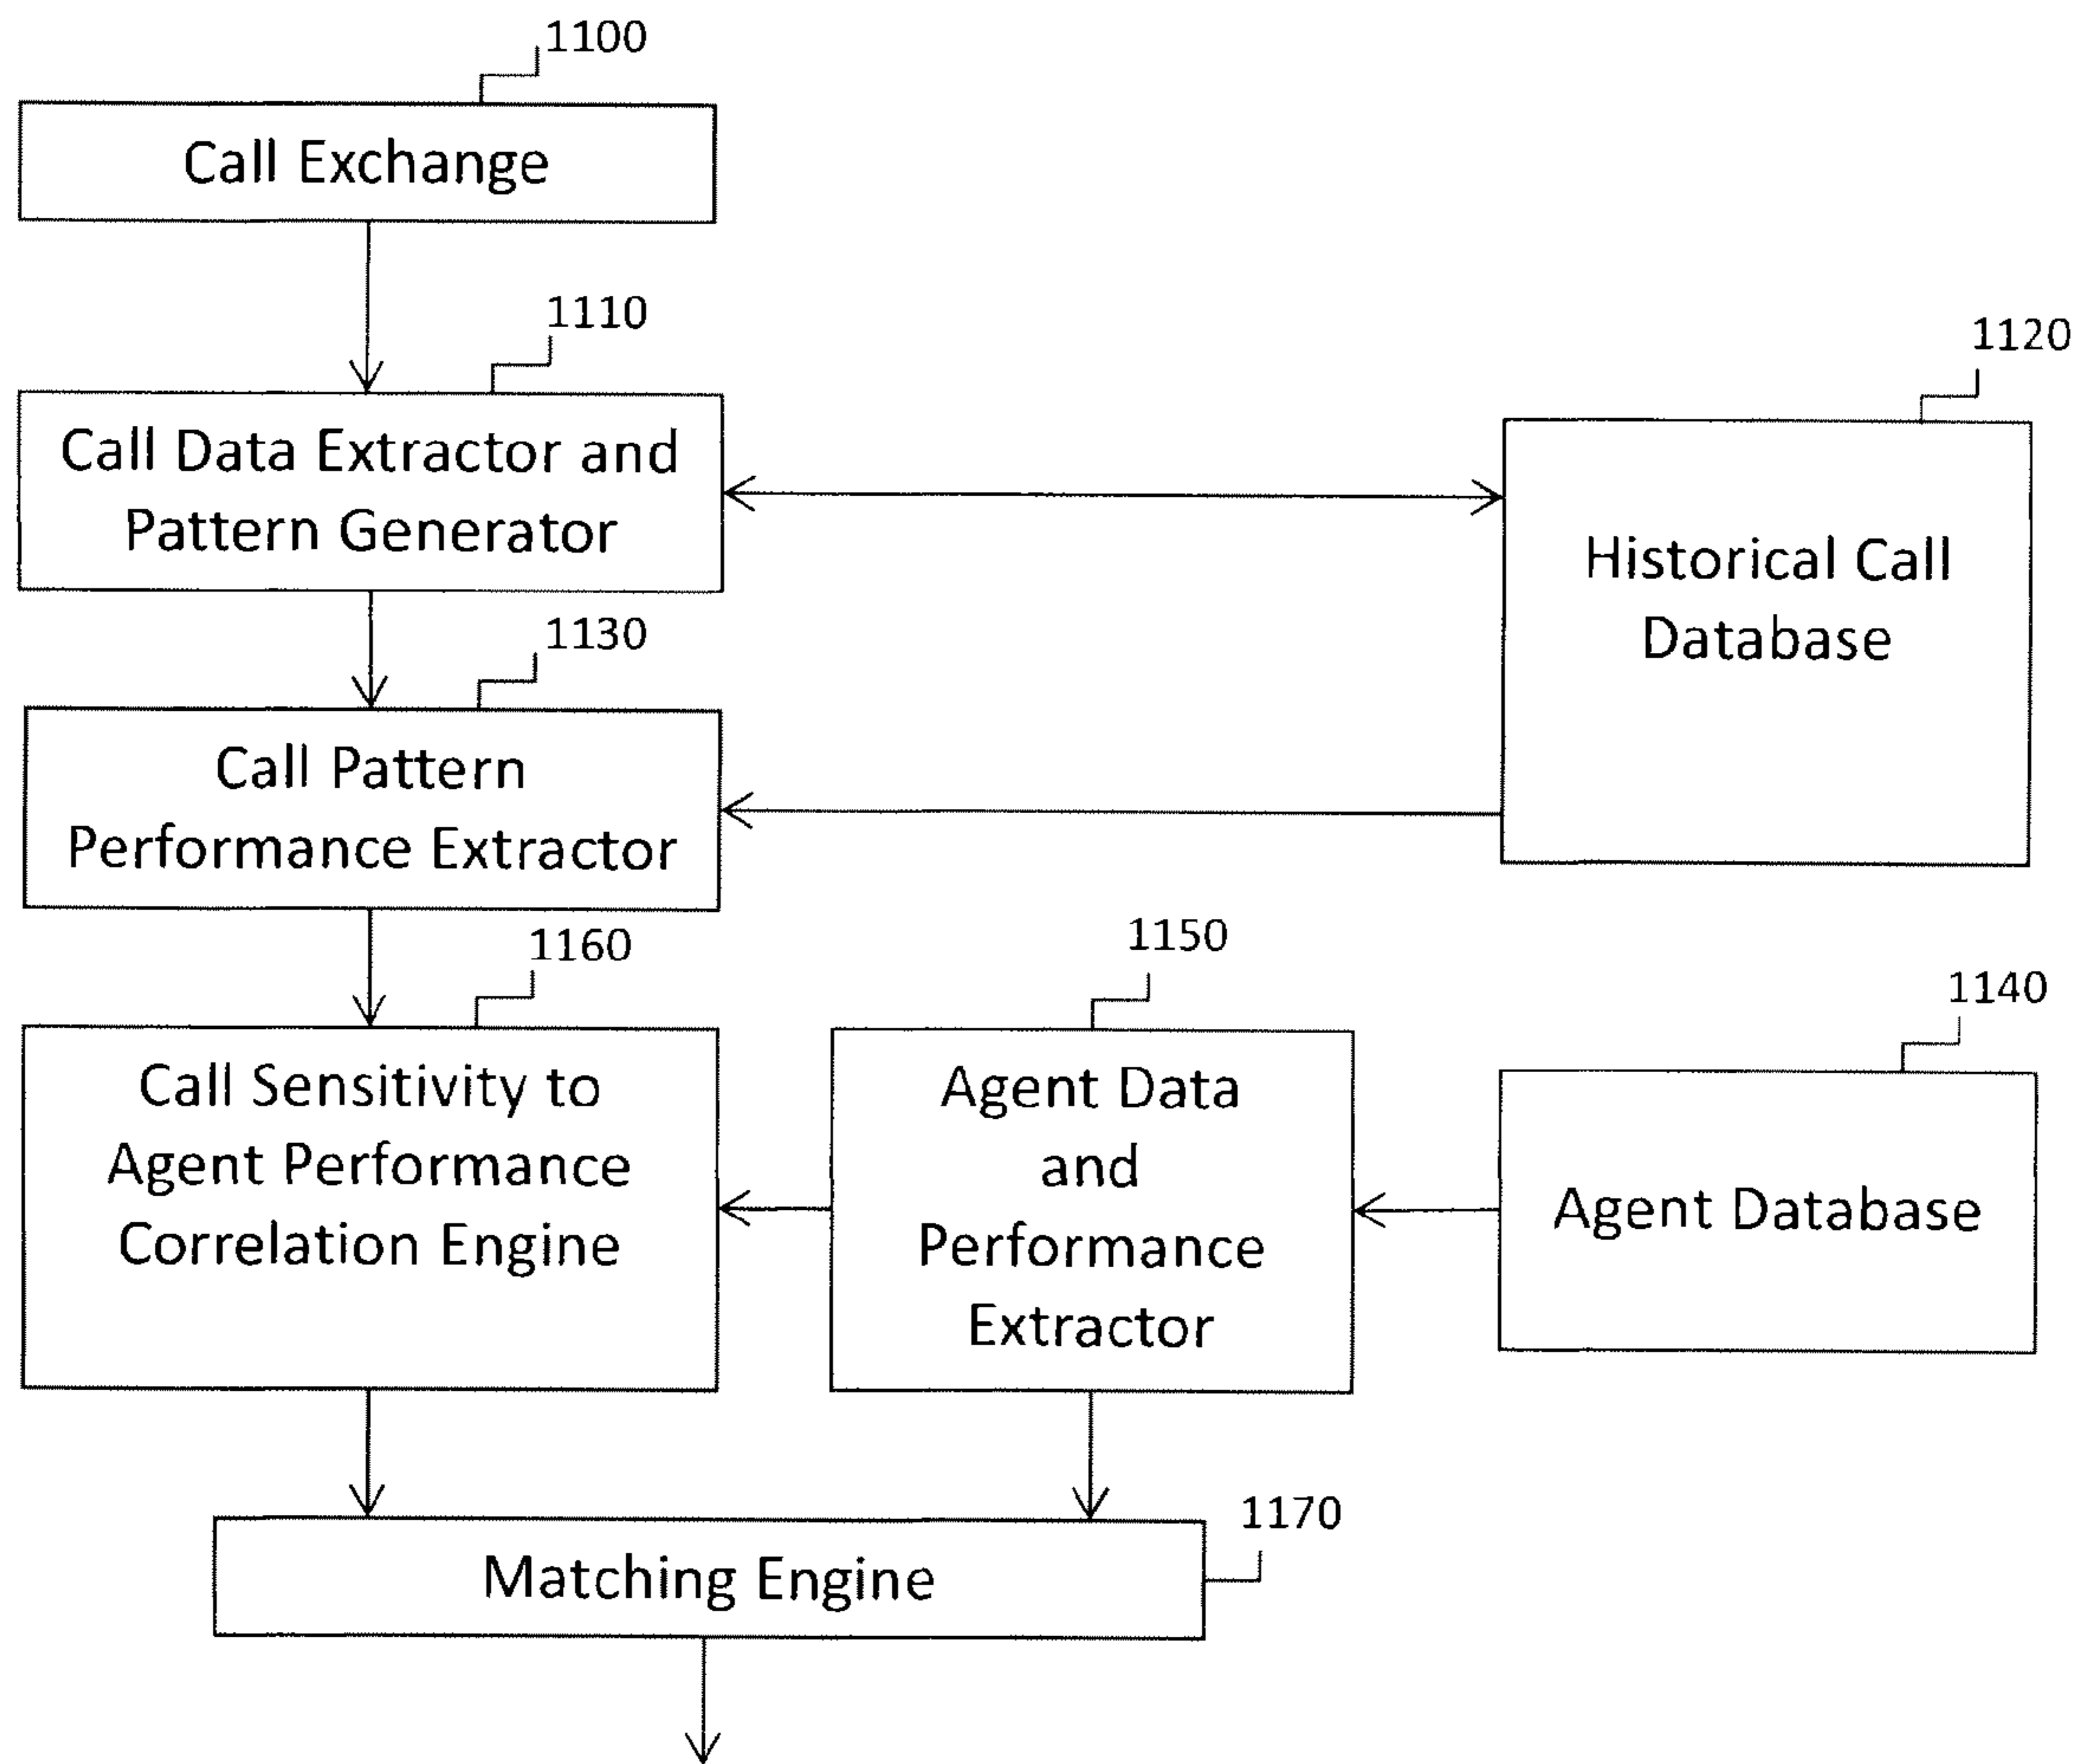 1100
Call Exchange
1110
1120
Call Data Extractor and
Pattern Generator
Historical Call
Database
1130
Call Pattern
Performance Extractor
1160
1150
1140
Call Sensitivity to
Agent Performance
Correlation Engine
Agent Data
and
Performance
Extractor
Agent Database
1170
Matching Engine